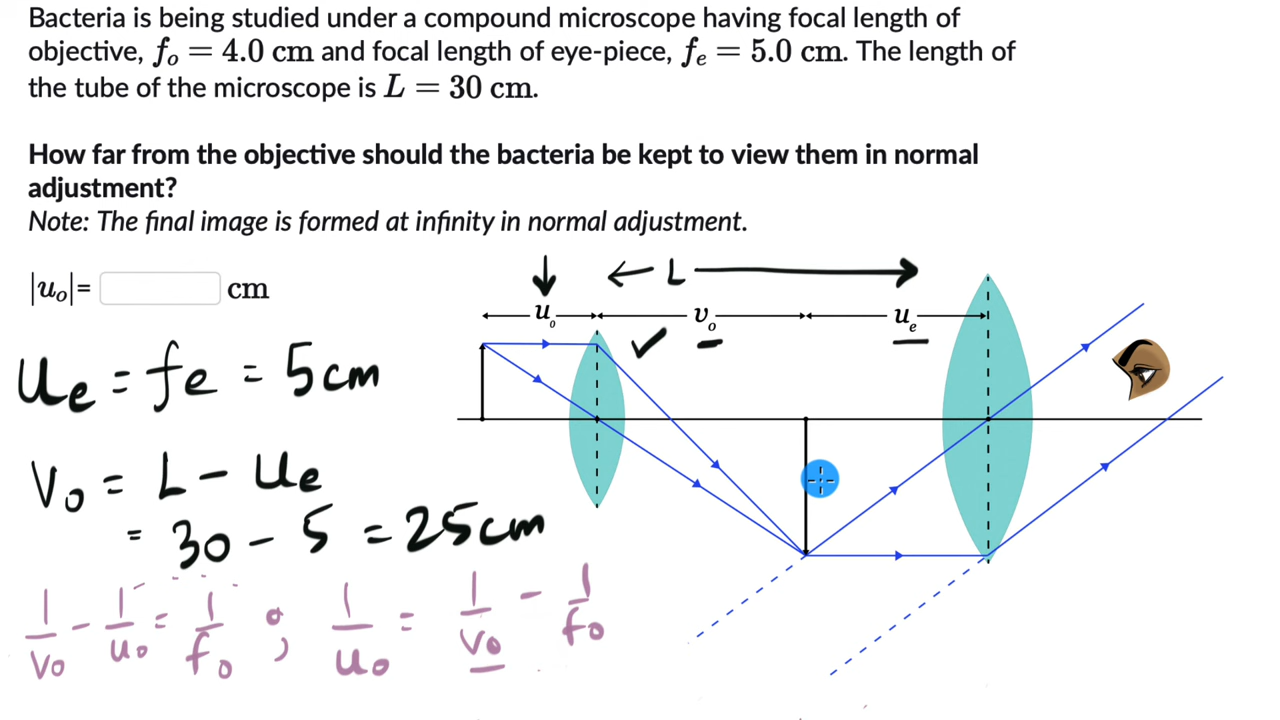 Bacteria is being studied under a compound microscope having focal length of
objective, fₒ = 4.0 cm and focal length of eye-piece, fₑ = 5.0 cm. The length of
the tube of the microscope is L = 30 cm.
How far from the objective should the bacteria be kept to view them in normal
adjustment?
Note: The final image is formed at infinity in normal adjustment.
|uₒ|= cm
← L →
uₒ vₒ uₑ
uₑ = fₑ = 5cm
vₒ = L - uₑ
= 30 - 5 = 25cm
1/vₒ - 1/uₒ = 1/fₒ ; 1/uₒ = 1/vₒ - 1/fₒ